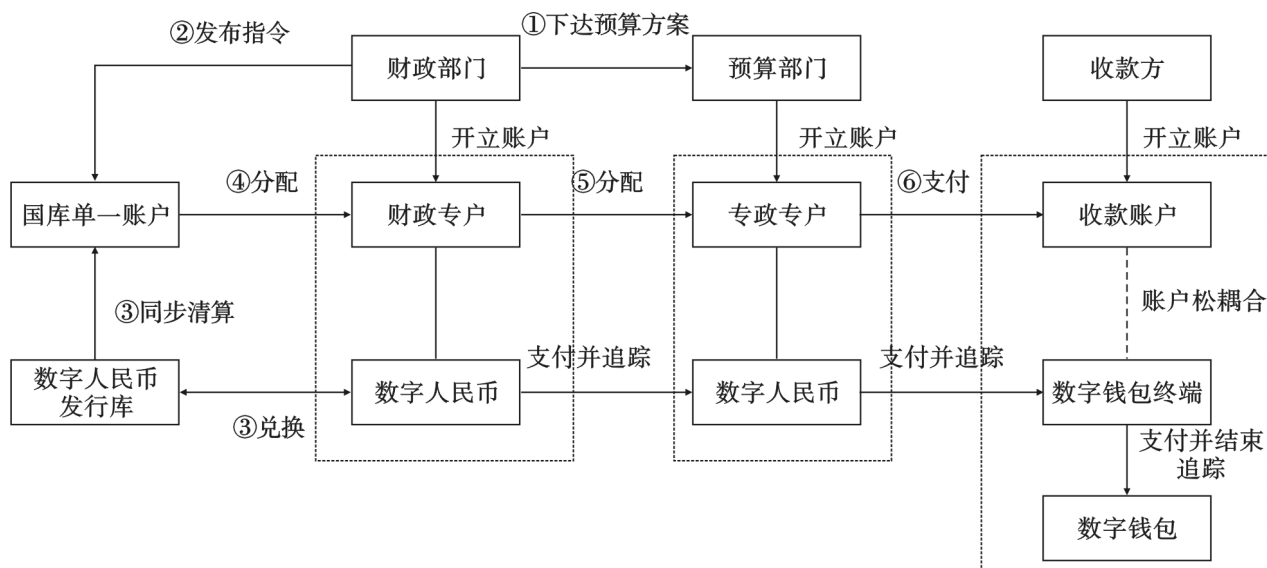 ①下达预算方案
②发布指令
财政部门
预算部门
收款方
开立账户
开立账户
开立账户
④分配
⑤分配
⑥支付
国库单一账户
财政专户
专政专户
收款账户
③同步清算
账户松耦合
支付并追踪
支付并追踪
数字人民币
发行库
数字人民币
数字人民币
数字钱包终端
③兑换
支付并结束
追踪
数字钱包